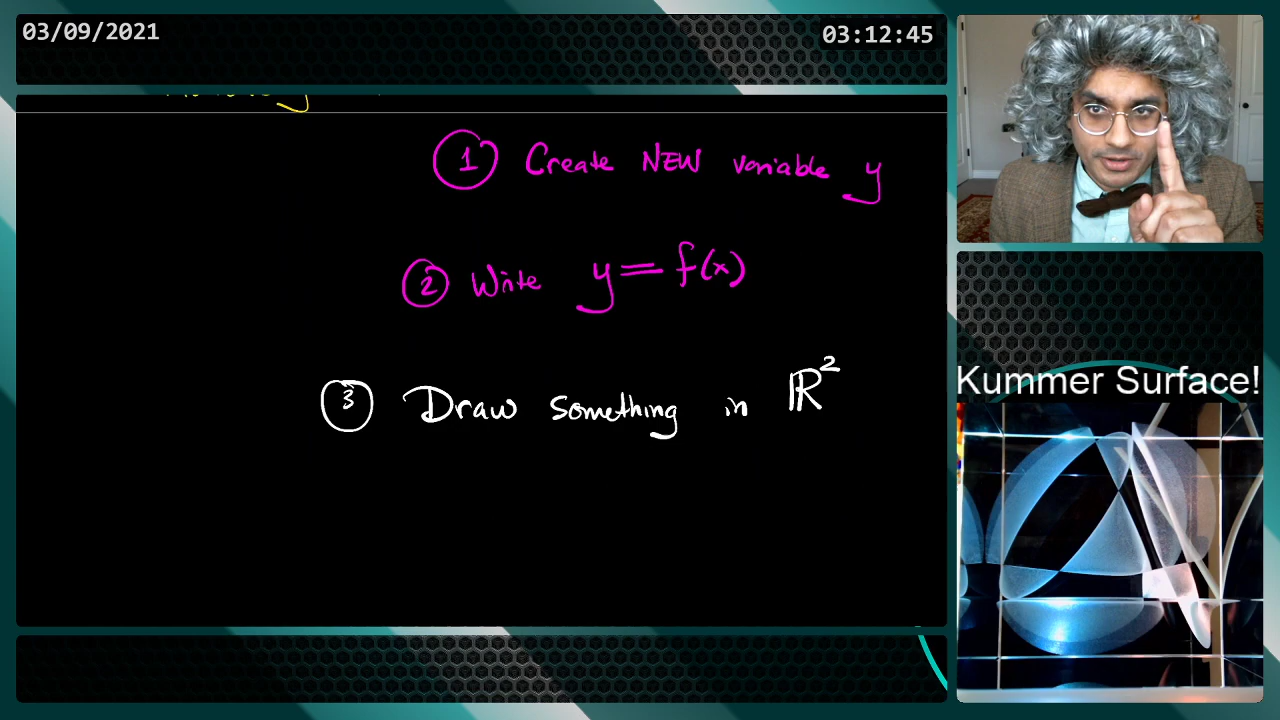 03/09/2021
03:12:45
1 Create NEW variable y
2 Write y=f(x)
3 Draw something in ℝ²
Kummer Surface!